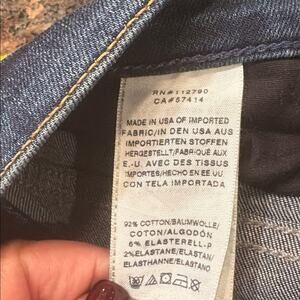 RN#112790
CA#57414
MADE IN USA OF IMPORTED
FABRIC/IN DEN USA AUS
IMPORTIERTEN STOFFEN
HERGESTELLT/FABRIQUÉ AUX
E.-U. AVEC DES TISSUS
IMPORTÉS/HECHO EN EE.UU.
CON TELA IMPORTADA
92% COTTON/BAUMWOLLE/
COTON/ALGODÓN
6% ELASTERELL-P
2% ELASTANE/ELASTAN/
ELASTHANNE/ELASTANO